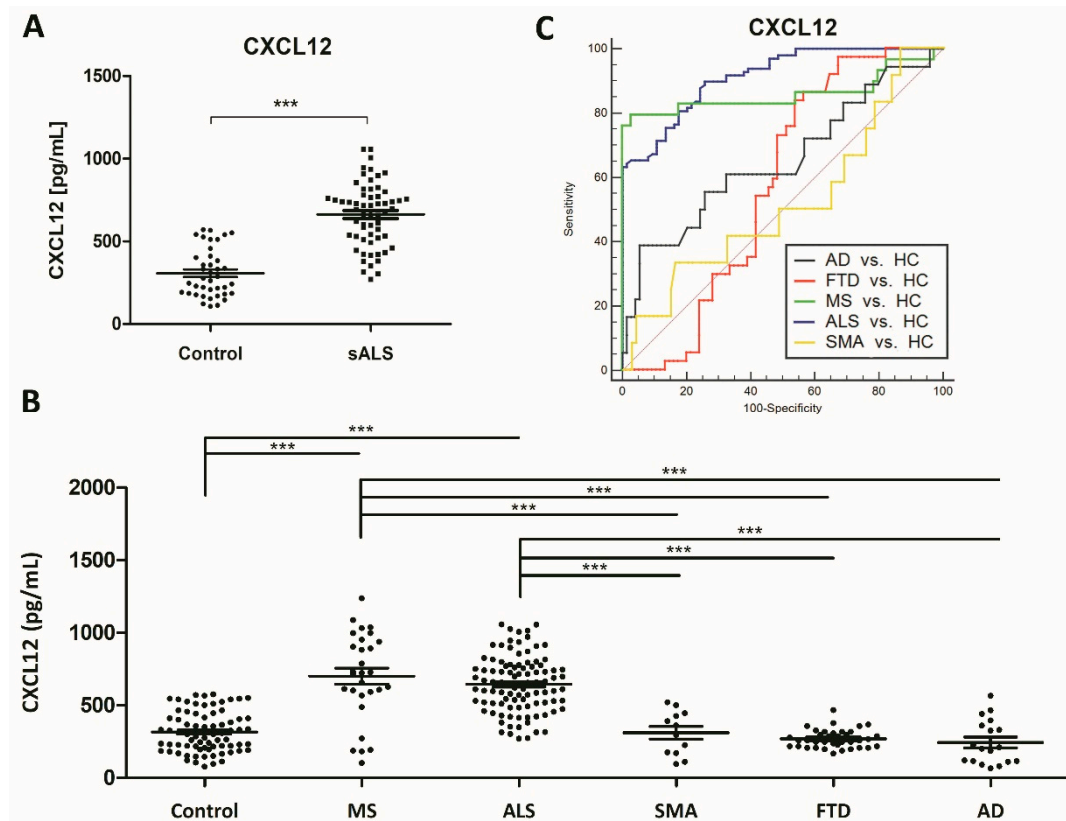 A
CXCL12
CXCL12 [pg/mL]
1500
1000
500
0
***
Control sALS
C
CXCL12
Sensitivity
100
80
60
40
20
0
0 20 40 60 80 100
100-Specificity
AD vs. HC
FTD vs. HC
MS vs. HC
ALS vs. HC
SMA vs. HC
B
CXCL12 (pg/mL)
2000
1500
1000
500
0
***
***
***
***
***
***
***
***
Control MS ALS SMA FTD AD